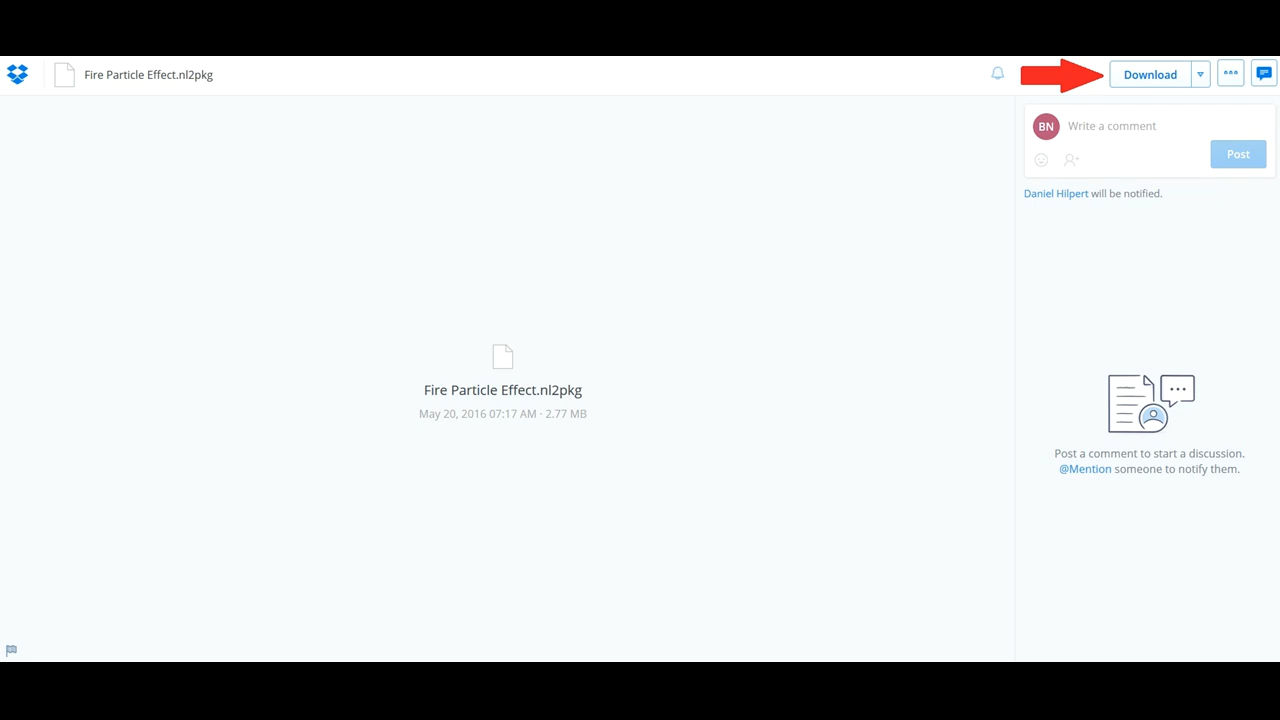 Fire Particle Effect.nl2pkg
Download
BN
Write a comment
Post
Daniel Hilpert will be notified.
Fire Particle Effect.nl2pkg
May 20, 2016 07:17 AM · 2.77 MB
Post a comment to start a discussion.
@Mention someone to notify them.